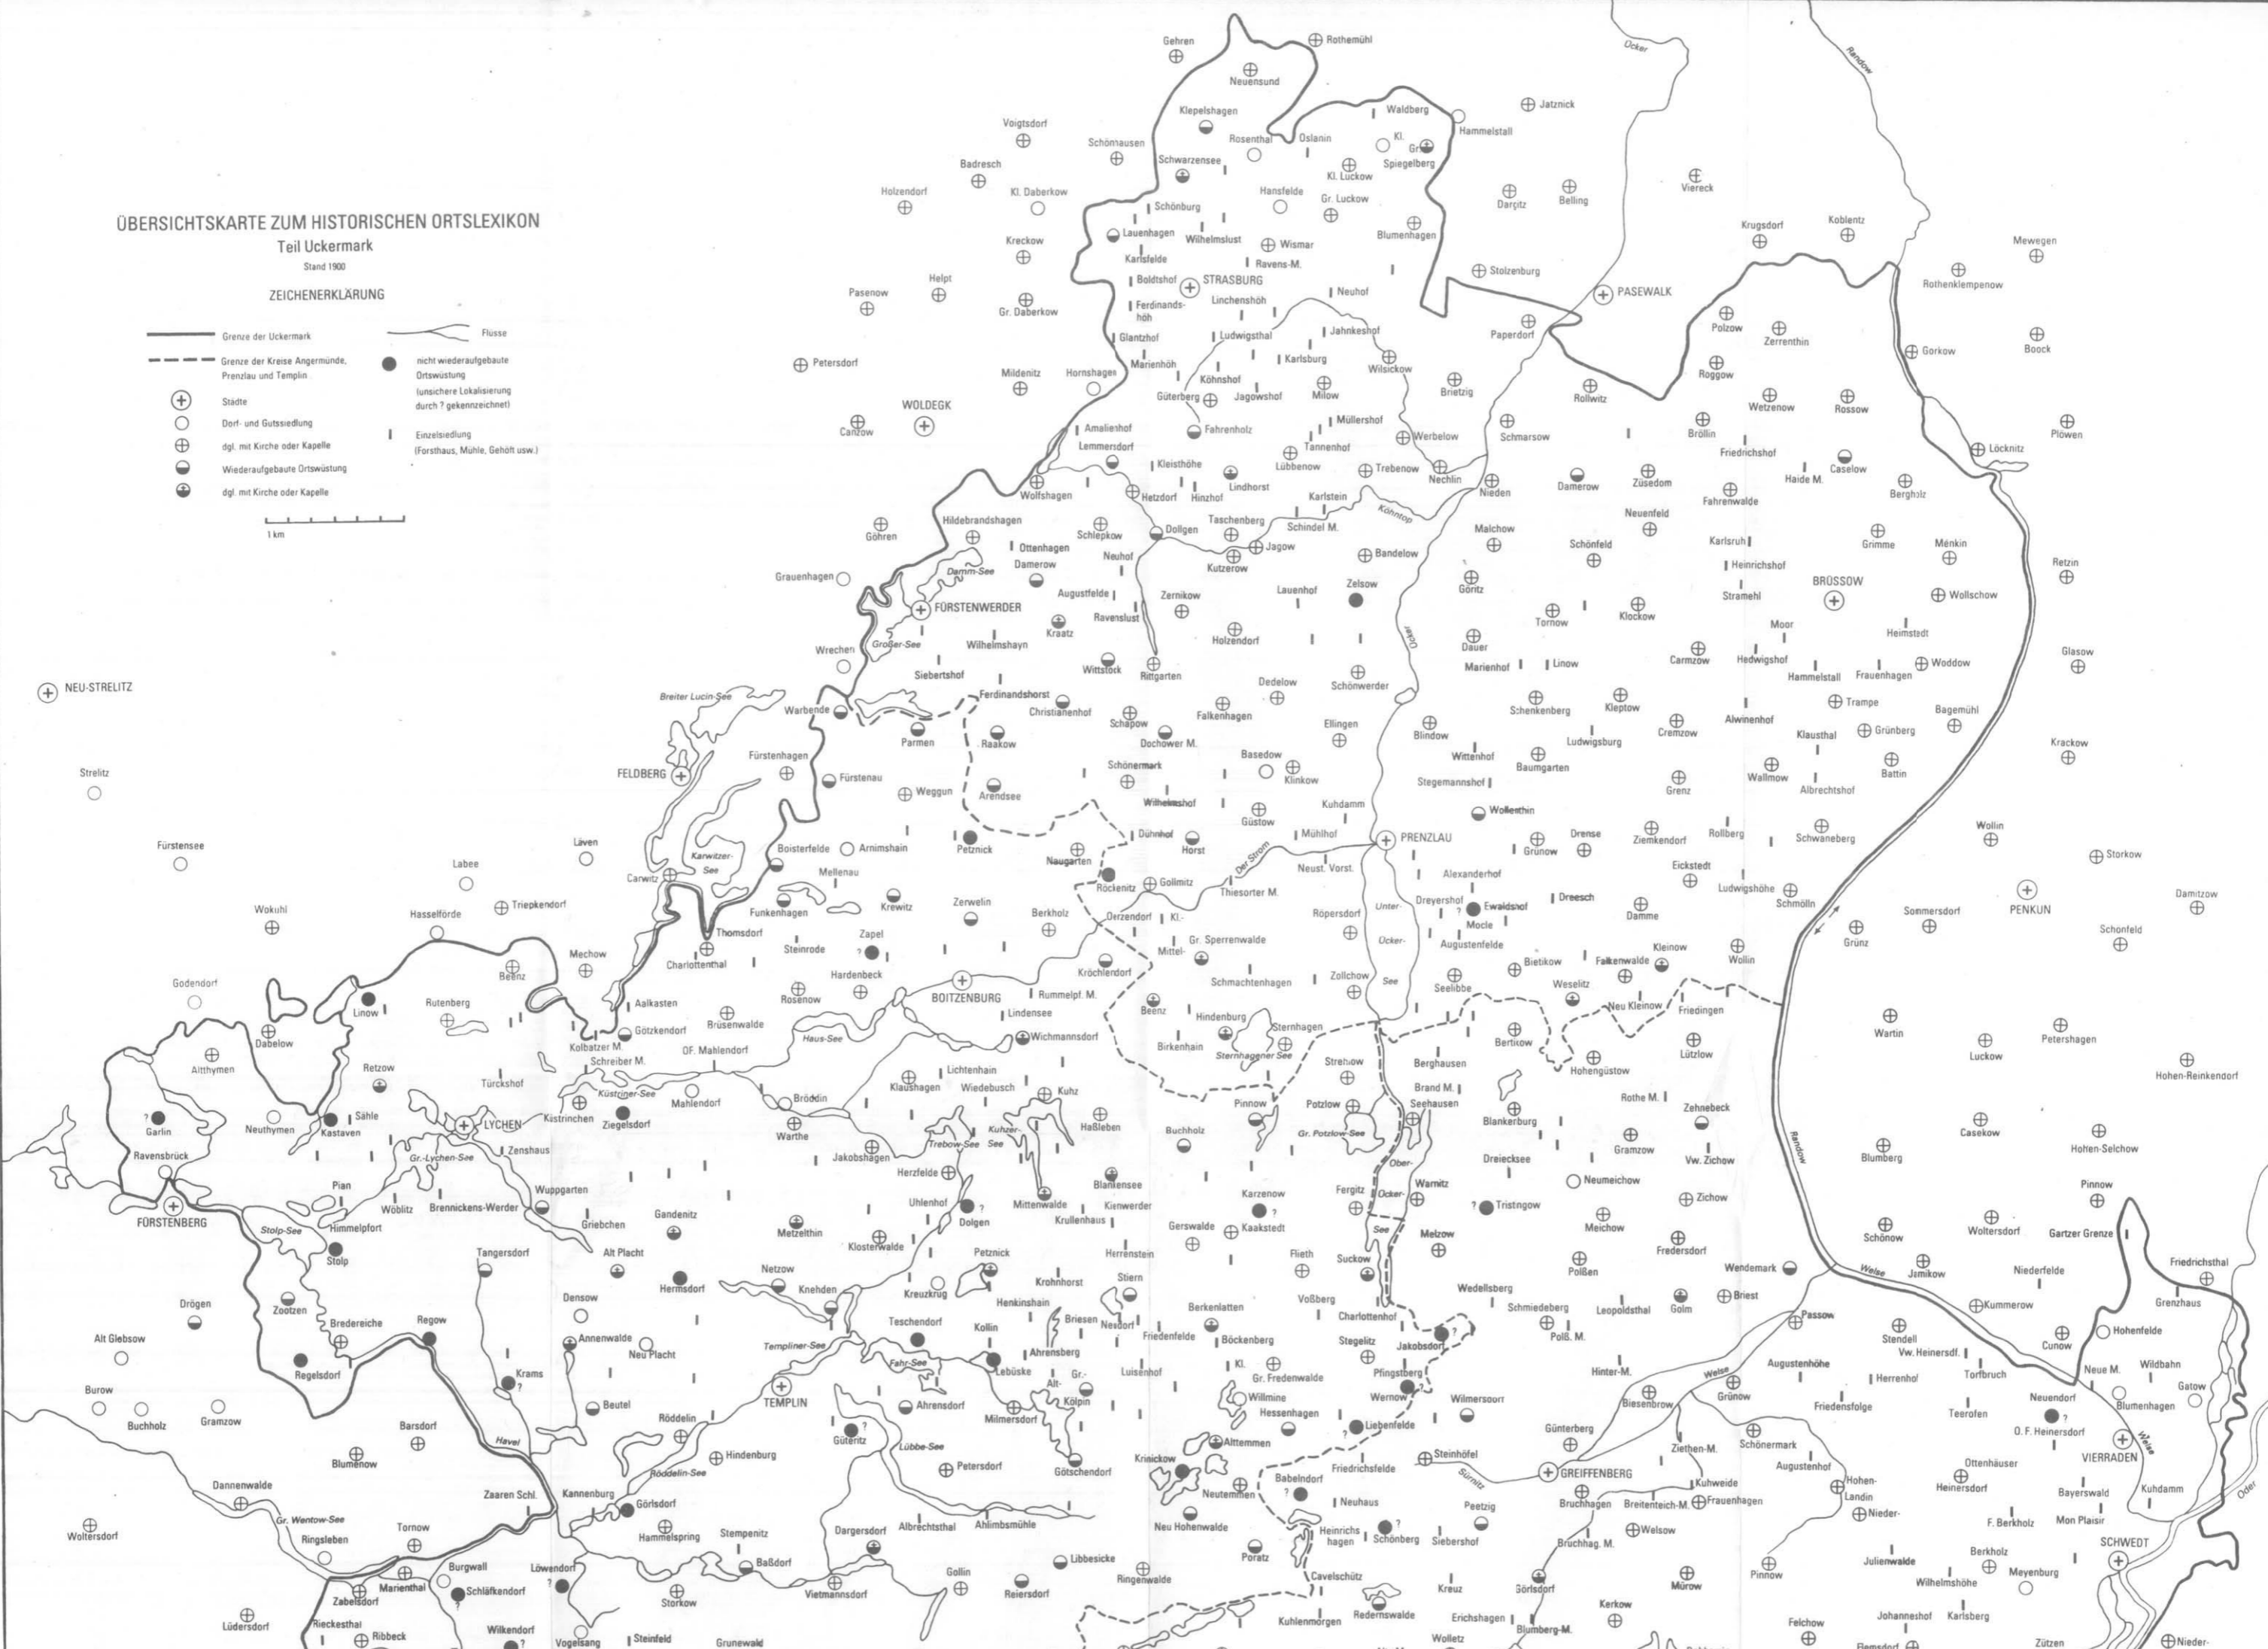 ÜBERSICHTSKARTE ZUM HISTORISCHEN ORTSLEXIKON
Teil Uckermark
Stand 1900
ZEICHENERKLÄRUNG
Grenze der Uckermark
Flüsse
Grenze der Kreise Angermünde,
Prenzlau und Templin
nicht wiederaufgebaute
Ortswüstung
(unsichere Lokalisierung
durch ? gekennzeichnet)
Städte
Dorf- und Gutssiedlung
dgl. mit Kirche oder Kapelle
Einzelsiedlung
(Forsthaus, Mühle, Gehöft usw.)
Wiederaufgebaute Ortswüstung
dgl. mit Kirche oder Kapelle
1 km
Gehren
Rothemühl
Ücker
Randow
Neuensund
Klepelshagen
Waldberg
Jatznick
Hammelstall
Voigtsdorf
Schönhausen
Rosenthal
Oslanin
Kl.
Gr.
Spiegelberg
Badresch
Schwarzensee
Kl. Luckow
Viereck
Holzendorf
Kl. Daberkow
Hansfelde
Gr. Luckow
Darçitz
Belling
Schönburg
Lauenhagen
Wilhelmslust
Wismar
Blumenhagen
Krugsdorf
Koblentz
Mewegen
Kreckow
Karlsfelde
Ravens-M.
Stolzenburg
Rothenklempenow
Helpt
Pasenow
Gr. Daberkow
Boldtshof
STRASBURG
Linchenshöh
Neuhof
PASEWALK
Ferdinands-
höh
Glantzhof
Ludwigsthal
Jahnkeshof
Paperdorf
Polzow
Zerrenthin
Gorkow
Boock
Petersdorf
Mildenitz
Hornshagen
Marienhöh
Köhnshof
Karlsburg
Wilsickow
Roggow
Güterberg
Jagowshof
Milow
Brietzig
Rollwitz
Wetzenow
Rossow
WOLDEGK
Canzow
Amalienhof
Fahrenholz
Müllershof
Werbelow
Schmarsow
Bröllin
Plöwen
Lemmersdorf
Tannenhof
Friedrichshof
Löcknitz
Kleisthöhe
Lübbenow
Trebenow
Nechlin
Nieden
Damerow
Züsedom
Haide M.
Caselow
Wolfshagen
Hetzdorf
Hinzhof
Lindhorst
Karlstein
Fahrenwalde
Bergholz
Göhren
Hildebrandshagen
Schlepkow
Dollgen
Taschenberg
Schindel M.
Köhntop
Malchow
Neuenfeld
Grimme
Menkin
Ottenhagen
Neuhof
Jagow
Kutzerow
Bandelow
Schönfeld
Karlsruh
Grauenhagen
Damm-See
Damerow
Heinrichshof
BRÜSSOW
Retzin
FÜRSTENWERDER
Augustfelde
Zernikow
Lauenhof
Zelsow
Göritz
Stramehl
Wollschow
Ravenslust
Kraatz
Holzendorf
Tornow
Klockow
Moor
Heimstedt
Wrechen
Großer-See
Wilhelmshayn
Wittstock
Rittgarten
Dauer
Marienhof
Linow
Carmzow
Hedwigshof
Hammelstall
Frauenhagen
Woddow
Glasow
Siebertshof
Dedelow
Schönwerder
NEU-STRELITZ
Breiter Lucin-See
Warbende
Ferdinandshorst
Christianenhof
Schapow
Falkenhagen
Schenkenberg
Kleptow
Trampe
Bagemühl
Parmen
Raakow
Dochower M.
Ellingen
Blindow
Ludwigsburg
Cremzow
Alwinenhof
Klausthal
Grünberg
Krackow
Fürstenhagen
FELDBERG
Fürstenau
Weggun
Arendsee
Schönermark
Basedow
Klinkow
Wittenhof
Baumgarten
Stegemannshof
Grenz
Wallmow
Battin
Albrechtshof
Strelitz
Wilhelmshof
Güstow
Kuhdamm
Wollenthin
Fürstensee
Läven
Boisterfelde
Arnimshain
Petznick
Dühnhof
Horst
Mühlhof
PRENZLAU
Grünow
Drense
Ziemkendorf
Rollberg
Schwaneberg
Wollin
Storkow
Labee
Karwitzer-
See
Carwitz
Mellenau
Naugarten
Röckenitz
Gollmitz
Der Strom
Neust. Vorst.
Thiesorter M.
Alexanderhof
Eickstedt
Ludwigshöhe
Schmölln
PENKUN
Damitzow
Wokuhl
Hasselförde
Triepkendorf
Funkenhagen
Krewitz
Zerwelin
Berkholz
Kl.-
Röpersdorf
Unter-
Ücker-
See
Dreyershof
Ewaldshof
Mocle
Dreesch
Damme
Grünz
Sommersdorf
Schonfeld
Thomsdorf
Steinrode
Zapel
Mittel-
Gr. Sperrenwalde
Augustenfelde
Kleinow
Wollin
Godendorf
Beenz
Mechow
Charlottenthal
Rosenow
Hardenbeck
BOITZENBURG
Kröchlendorf
Schmachtenhagen
Zollchow
Seelibbe
Bietikow
Falkenwalde
Weselitz
Neu Kleinow
Friedingen
Linow
Rutenberg
Aalkasten
Götzkendorf
Brüsenwalde
Rummelpf. M.
Lindensee
Beenz
Hindenburg
Sternhagen
Sternhagener See
Birkenhain
Bertikow
Lützlow
Wartin
Luckow
Petershagen
Dabelow
Altthymen
Kolbatzer M.
Schreiber M.
OF. Mahlendorf
Haus-See
Wichmannsdorf
Strehow
Berghausen
Hohengüstow
Hohen-Reinkendorf
Retzow
Türckshof
Küstriner-See
Mahlendorf
Klaushagen
Lichtenhain
Wiedebusch
Kuhz
Brand M.
Rothe M.
Garlin
Neuthymen
Kastaven
Sähle
LYCHEN
Küstrinchen
Ziegelsdorf
Bröddin
Warthe
Trebow-See
Kuhzer-
See
Haßleben
Pinnow
Potzlow
Seehausen
Blankerburg
Zehnebeck
Casekow
Ravensbrück
Gr.-Lychen-See
Zenshaus
Jakobshagen
Buchholz
Gr. Potzlow-See
Dreiecksee
Gramzow
Vw. Zichow
Blumberg
Hohen-Selchow
Pian
Wöblitz
Brennickens-Werder
Wuppgarten
Herzfelde
Mittenwalde
Blankensee
Karzenow
Fergitz
Ober-
Ücker-
See
Warnitz
Neumeichow
Zichow
Pinnow
FÜRSTENBERG
Stolp-See
Himmelpfort
Griebchen
Gandenitz
Metzelthin
Uhlenhof
Dolgen
Krullenhaus
Kienwerder
Gerswalde
Kaakstedt
Tristngow
Meichow
Schönow
Woltersdorf
Gartzer Grenze
Stolp
Tangersdorf
Alt Placht
Klosterwalde
Petznick
Herrenstein
Flieth
Suckow
Melzow
Polßen
Fredersdorf
Wendemark
Welse
Jamikow
Niederfelde
Friedrichsthal
Drögen
Zootzen
Densow
Hermsdorf
Netzow
Knehden
Kreuzkrug
Krohnhorst
Stiern
Henkinshain
Voßberg
Wedellsberg
Schmiedeberg
Leopoldsthal
Golm
Briest
Kummerow
Grenzhaus
Alt Globsow
Bredereiche
Regow
Annenwalde
Neu Placht
Templiner-See
Teschendorf
Kollin
Briesen
Nesdorf
Berkenlatten
Charlottenhof
Passow
Stendell
Hohenfelde
Regelsdorf
Fahr-See
Lebüske
Ahrensberg
Friedenfelde
Böckenberg
Stegelitz
Jakobsdorf
Polß. M.
Vw. Heinersdf.
Cunow
Burow
Krams
TEMPLIN
Luisenhof
Kl.
Gr. Fredenwalde
Pfingstberg
Hinter-M.
Welse
Augustenhöhe
Torfbruch
Neue M.
Wildbahn
Buchholz
Gramzow
Beutel
Ahrensdorf
Milmersdorf
Alt-
Gr.-
Kölpin
Willmine
Wernow
Biesenbrow
Grünow
Herrenhof
Gatow
Barsdorf
Röddelin
Güteritz
Hessenhagen
Liebenfelde
Wilmersdorf
Friedensfolge
Teerofen
Neuendorf
Blumenhagen
Blumenow
Havel
Hindenburg
Lübbe-See
Petersdorf
Götschendorf
Alttemmen
Steinhöfel
Günterberg
Ziethen-M.
Schönermark
O. F. Heinersdorf
VIERRADEN
Welse
Dannenwalde
Röddelin-See
Krinickow
Friedrichsfelde
Sürnitz
GREIFFENBERG
Augustenhof
Ottenhäuser
Heinersdorf
Zaaren Schl.
Kannenburg
Görlsdorf
Neutemmen
Babelndorf
Neuhaus
Bruchhagen
Kuhweide
Breitenteich-M.
Frauenhagen
Hohen-
Landin
Nieder-
Bayerswald
Kuhdamm
Oder
Woltersdorf
Gr. Wentow-See
Ringsleben
Tornow
Hammelspring
Stempenitz
Dargersdorf
Albrechtsthal
Ahlimbsmühle
Neu Hohenwalde
Heinrichs
hagen
Schönberg
Peetzig
Siebershof
Bruchhag. M.
Welsow
F. Berkholz
Mon Plaisir
SCHWEDT
Burgwall
Löwendorf
Baßdorf
Libbesicke
Poratz
Julienwalde
Berkholz
Marienthal
Schläfkendorf
Zabelsdorf
Storkow
Vietmannsdorf
Gollin
Reiersdorf
Ringenwalde
Cavelschütz
Kreuz
Görlsdorf
Mürow
Pinnow
Wilhelmshöhe
Meyenburg
Lüdersdorf
Rieckesthal
Ribbeck
Wilkendorf
Vogelsang
Steinfeld
Grunewald
Kuhlenmorgen
Redernswalde
Erichshagen
Blumberg-M.
Kerkow
Felchow
Johanneshof
Karlsberg
Wolletz
Flemsdorf
Zützen
Nieder-